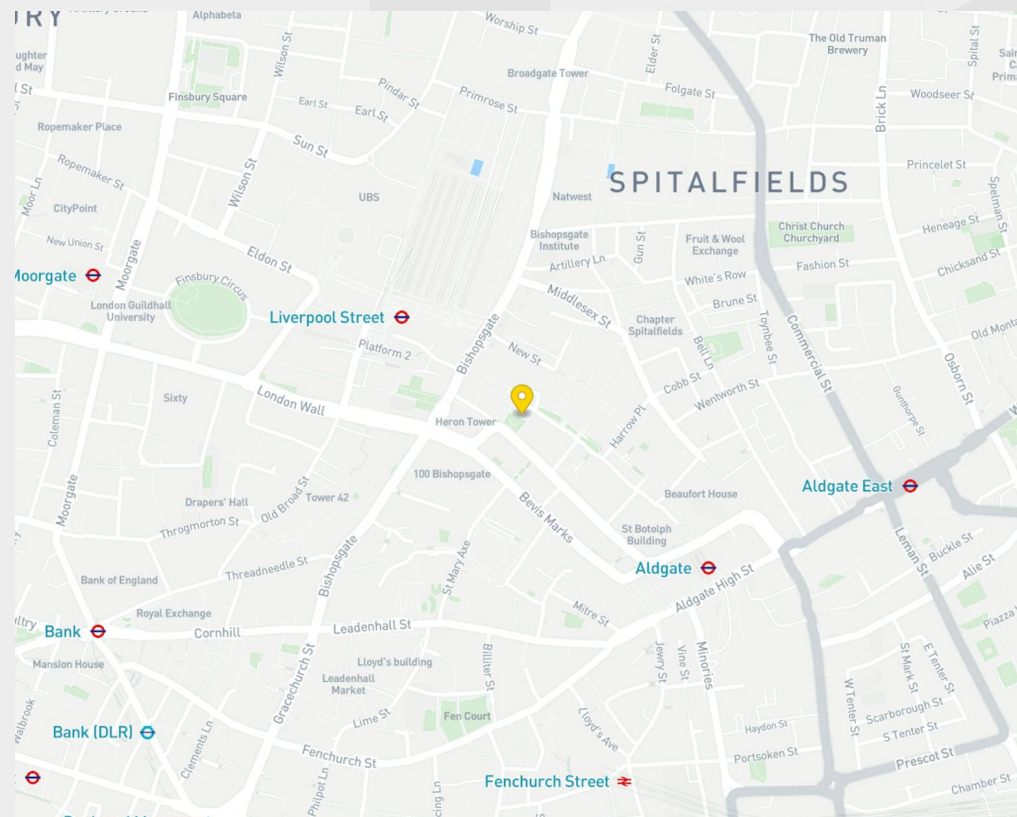 Alphabeta
Worship St
URY
Wilson St
Elder St
The Old Truman
Brewery
Spital St
Broadgate Tower
Finsbury Square
Pindar St
Primrose St
Folgate St
Woodseer St
Earl St
Earl St
Brick Ln
Ropemaker Place
Sun St
Ropemaker St
Wilson St
Princelet St
SPITALFIELDS
Moor Ln
CityPoint
UBS
Natwest
Spelman St
Christ Church
Churchyard
Heneage St
New Union St
Moorgate
Eldon St
Bishopsgate
Institute
Gun St
Fruit & Wool
Exchange
Artillery Ln
Fashion St
Chicksand St
Moorgate
Finsbury Circus
White's Row
London Guildhall
University
Liverpool Street
Middlesex St
Brune St
Chapter
Spitalfields
Toynbee St
Commercial St
Old Monta
Platform 2
Bishopsgate
New St
Bell Ln
Cobb St
Wentworth St
Osborn St
Gunthorpe St
London Wall
Sixty
Coleman St
Heron Tower
Harrow Pl
100 Bishopsgate
Aldgate East
Moorgate
Drapers' Hall
Old Broad St
Tower 42
Bevis Marks
Beaufort House
Throgmorton St
St Botolph
Building
Leman St
Buckle St
Alie St
Bishopsgate
Threadneedle St
St Mary Axe
Aldgate
Aldgate High St
Bank of England
Royal Exchange
Mitre St
Piazza
Bank
Cornhill
Leadenhall St
Mansion House
Lloyd's building
Billiter St
Jewry St
Vine St
Minories
St Mark St
E Tenter St
Leadenhall
Market
Gracechurch St
W Tenter St
Walbrook
Lime St
Fen Court
Lloyd's Ave
Haydon St
Scarborough St
S Tenter St
Bank (DLR)
Clements Ln
Fenchurch St
Portsoken St
Prescot St
Philpot Ln
Fenchurch Street
Chamber St